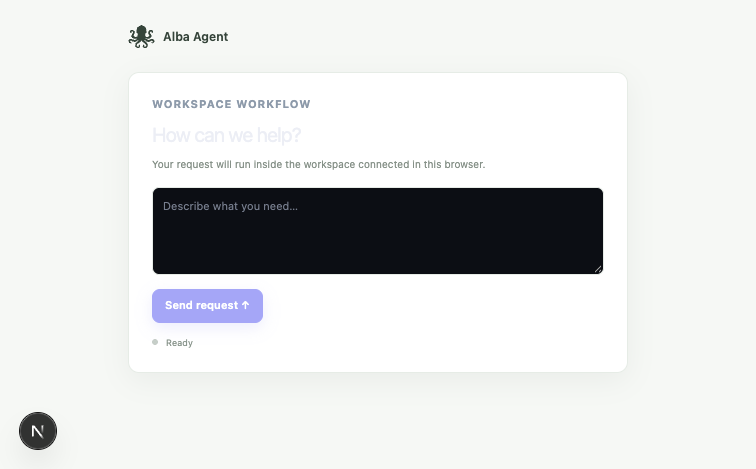 Alba Agent
WORKSPACE WORKFLOW
How can we help?
Your request will run inside the workspace connected in this browser.
Describe what you need...
Send request ↑
Ready
N